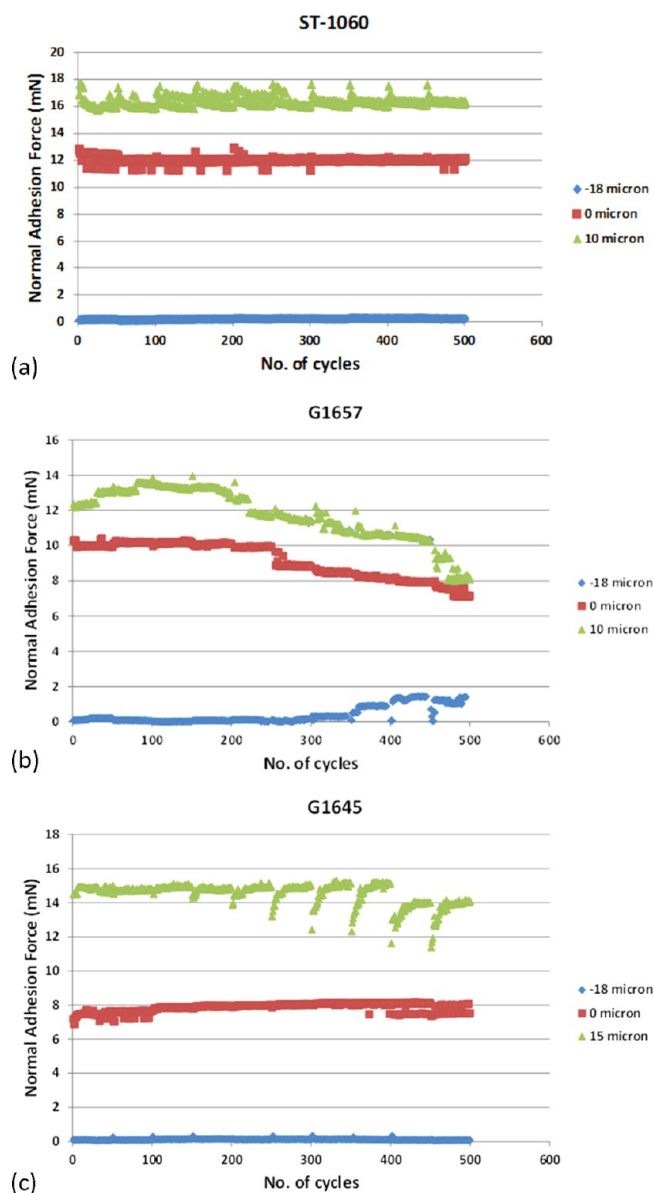 ST-1060
Normal Adhesion Force (mN)
20
18
16
14
12
10
8
6
4
2
0
0 100 200 300 400 500 600
No. of cycles
-18 micron
0 micron
10 micron
(a)
G1657
Normal Adhesion Force (mN)
16
14
12
10
8
6
4
2
0
0 100 200 300 400 500 600
No. of cycles
-18 micron
0 micron
10 micron
(b)
G1645
Normal Adhesion Force (mN)
18
16
14
12
10
8
6
4
2
0
0 100 200 300 400 500 600
No. of cycles
-18 micron
0 micron
15 micron
(c)